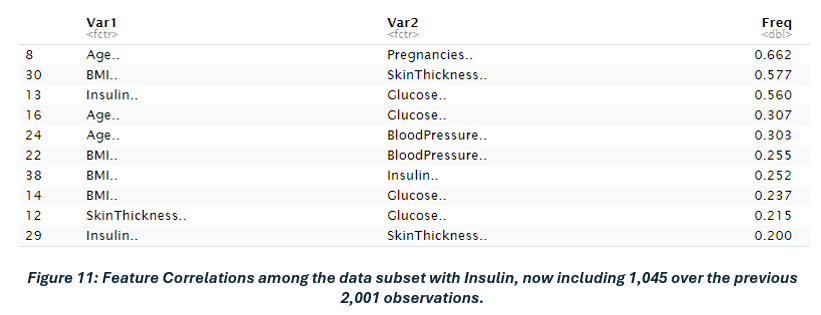 Var1 Var2 Freq
<fctr> <fctr> <dbl>
8 Age.. Pregnancies.. 0.662
30 BMI.. SkinThickness.. 0.577
13 Insulin.. Glucose.. 0.560
16 Age.. Glucose.. 0.307
24 Age.. BloodPressure.. 0.303
22 BMI.. BloodPressure.. 0.255
38 BMI.. Insulin.. 0.252
14 BMI.. Glucose.. 0.237
12 SkinThickness.. Glucose.. 0.215
29 Insulin.. SkinThickness.. 0.200
Figure 11: Feature Correlations among the data subset with Insulin, now including 1,045 over the previous
2,001 observations.